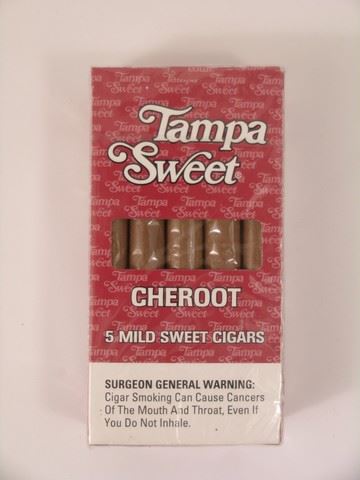 Tampa
Sweet®
CHEROOT
5 MILD SWEET CIGARS
SURGEON GENERAL WARNING:
Cigar Smoking Can Cause Cancers
Of The Mouth And Throat, Even If
You Do Not Inhale.